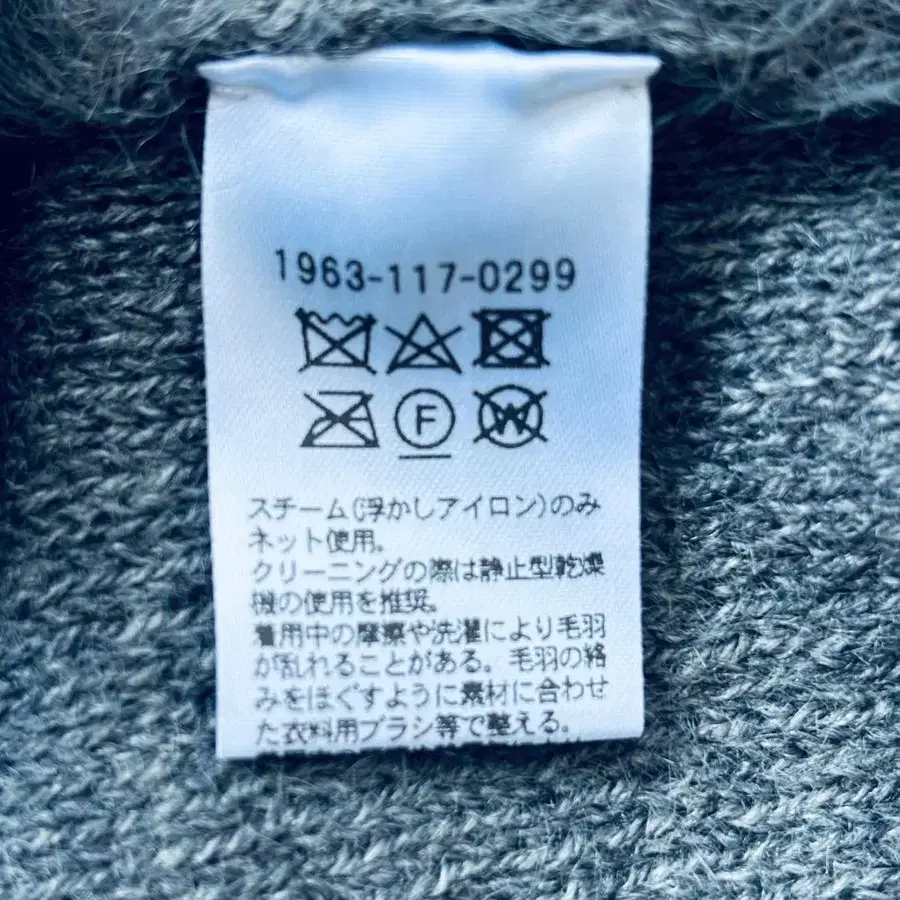 1963-117-0299
F W
スチーム(浮かしアイロン)のみ
ネット使用。
クリーニングの際は静止型乾燥
機の使用を推奨。
着用中の摩擦や洗濯により毛羽
が乱れることがある。毛羽の絡
みをほぐすように素材に合わせ
た衣料用ブラシ等で整える。